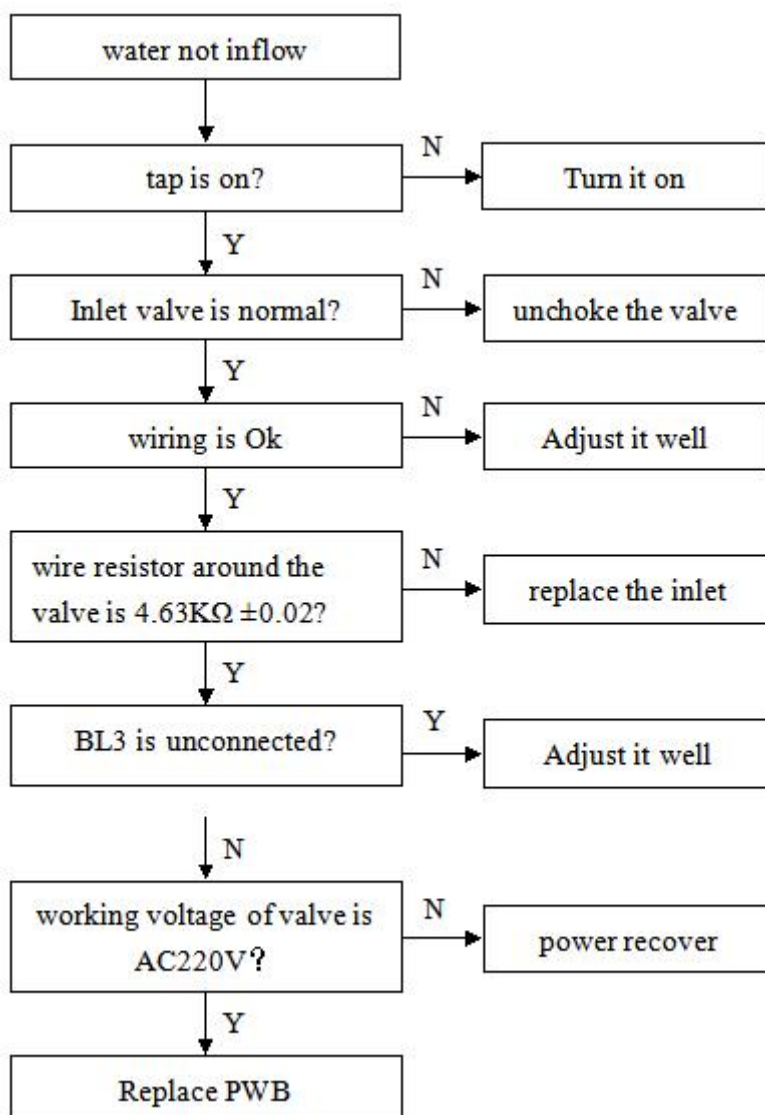 water not inflow
tap is on?
N
Turn it on
Y
Inlet valve is normal?
N
unchoke the valve
Y
wiring is Ok
N
Adjust it well
Y
wire resistor around the
valve is 4.63KΩ ±0.02?
N
replace the inlet
Y
BL3 is unconnected?
Y
Adjust it well
N
working voltage of valve is
AC220V?
N
power recover
Y
Replace PWB